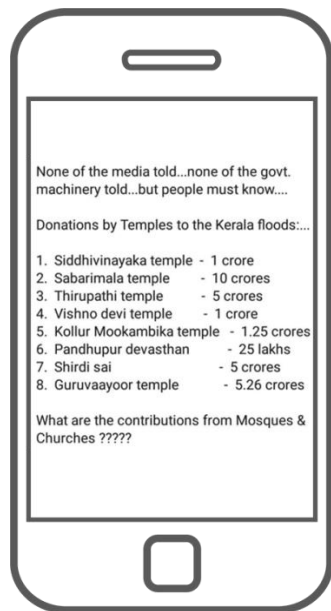 None of the media told...none of the govt.
machinery told...but people must know....
Donations by Temples to the Kerala floods:...
1. Siddhivinayaka temple - 1 crore
2. Sabarimala temple - 10 crores
3. Thirupathi temple - 5 crores
4. Vishno devi temple - 1 crore
5. Kollur Mookambika temple - 1.25 crores
6. Pandhupur devasthan - 25 lakhs
7. Shirdi sai - 5 crores
8. Guruvaayoor temple - 5.26 crores
What are the contributions from Mosques &
Churches ?????